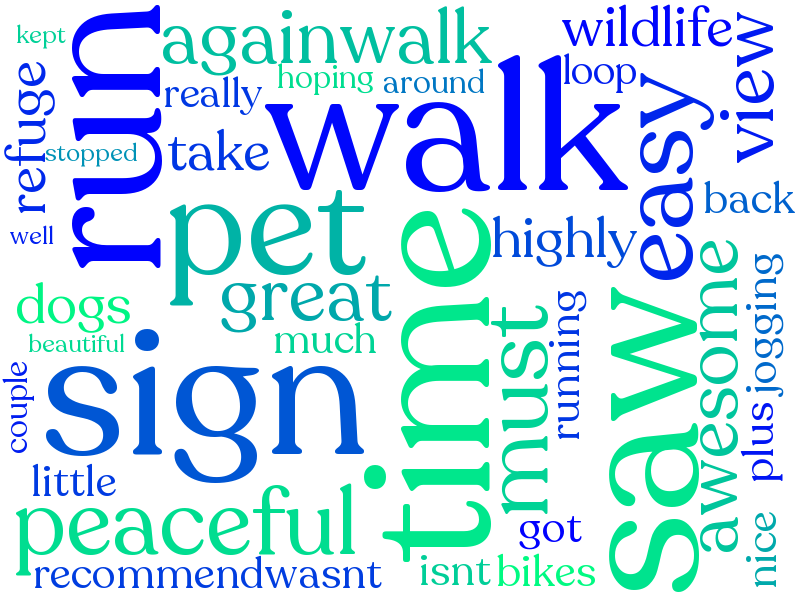 kept
run
againwalk
wildlife
view
hoping
around
loop
really
refuge
walk
easy
stopped
take
back
well
pet
time
highly
great
dogs
much
beautiful
must
running
saw
awesome
jogging
sign
couple
plus
little
peaceful
got
nice
recommendwasnt
isnt
bikes